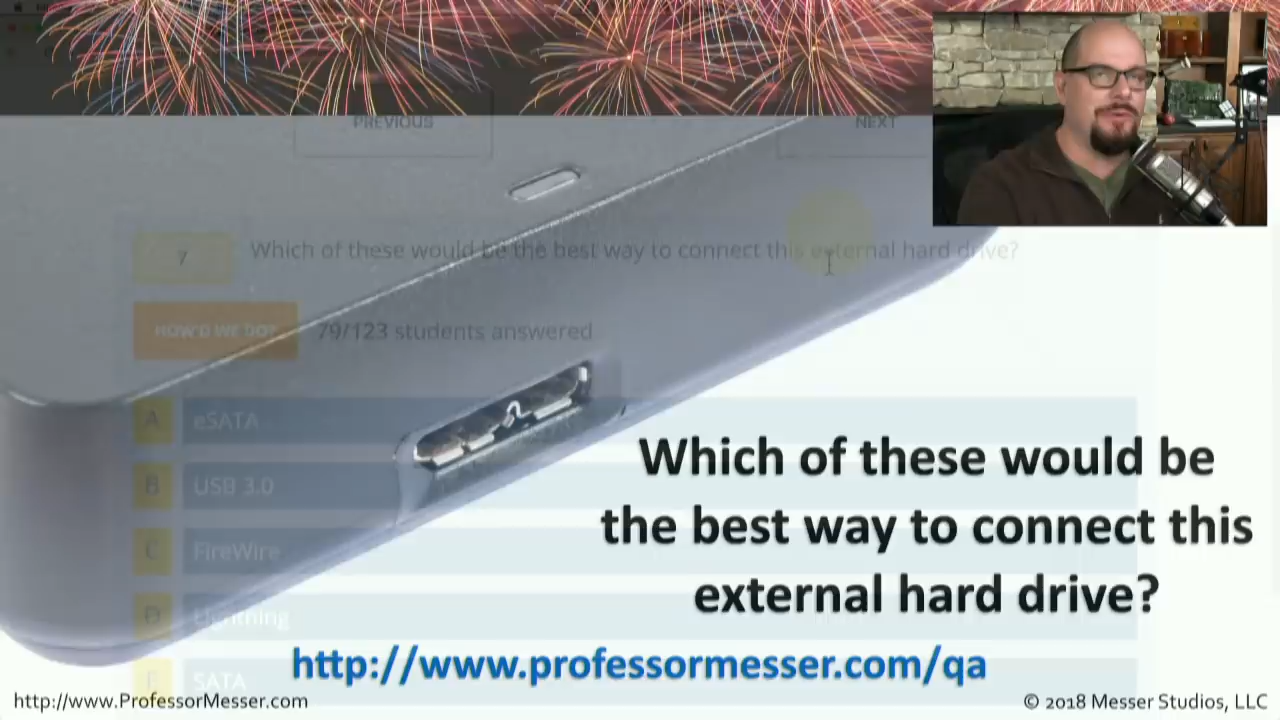 PREVIOUS
NEXT
7
Which of these would be the best way to connect this external hard drive?
HOW'D WE DO?
79/123 students answered
A
eSATA
B
USB 3.0
C
FireWire
D
Lightning
E
SATA
Which of these would be
the best way to connect this
external hard drive?
http://www.professormesser.com/qa
http://www.ProfessorMesser.com
© 2018 Messer Studios, LLC